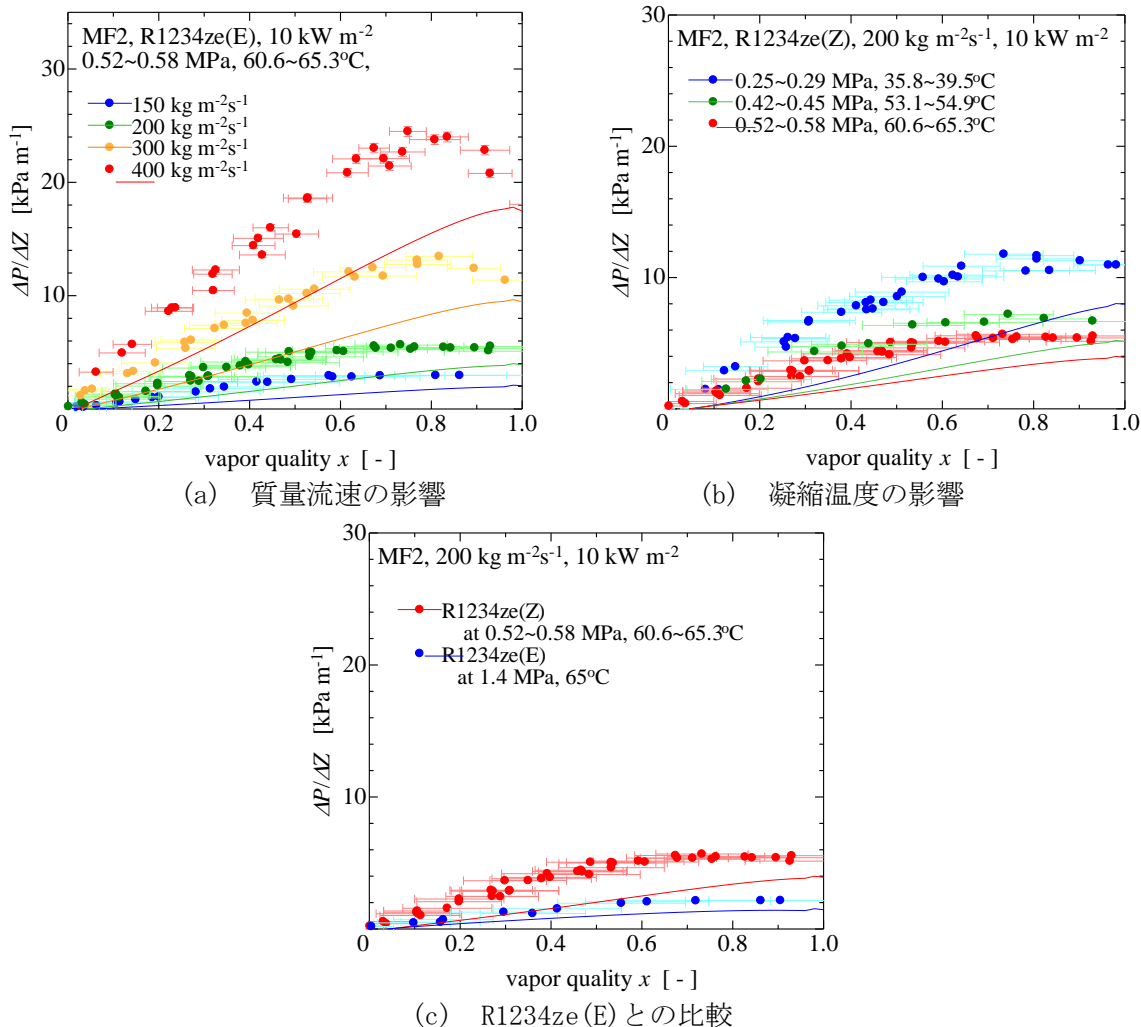 MF2, R1234ze(E), 10 kW m-2
0.52~0.58 MPa, 60.6~65.3oC,
150 kg m-2s-1
200 kg m-2s-1
300 kg m-2s-1
400 kg m-2s-1
30
20
10
0
0.2
0.4
0.6
0.8
1.0
ΔP/ΔZ [kPa m-1]
vapor quality x [ - ]
(a) 質量流速の影響
MF2, R1234ze(Z), 200 kg m-2s-1, 10 kW m-2
0.25~0.29 MPa, 35.8~39.5oC
0.42~0.45 MPa, 53.1~54.9oC
0.52~0.58 MPa, 60.6~65.3oC
30
20
10
0
0.2
0.4
0.6
0.8
1.0
ΔP/ΔZ [kPa m-1]
vapor quality x [ - ]
(b) 凝縮温度の影響
MF2, 200 kg m-2s-1, 10 kW m-2
R1234ze(Z)
at 0.52~0.58 MPa, 60.6~65.3oC
R1234ze(E)
at 1.4 MPa, 65oC
30
20
10
0
0.2
0.4
0.6
0.8
1.0
ΔP/ΔZ [kPa m-1]
vapor quality x [ - ]
(c) R1234ze(E)との比較